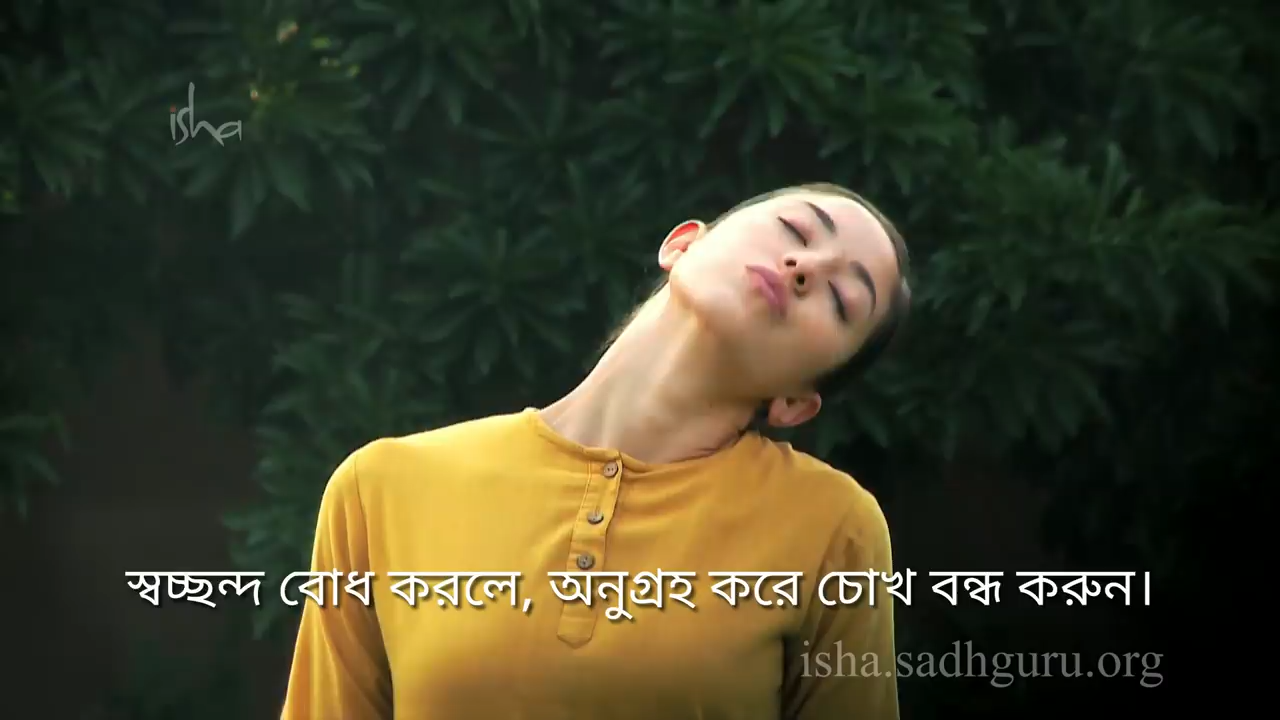 isha
স্বচ্ছন্দ বোধ করলে, অনুগ্রহ করে চোখ বন্ধ করুন।
isha.sadhguru.org